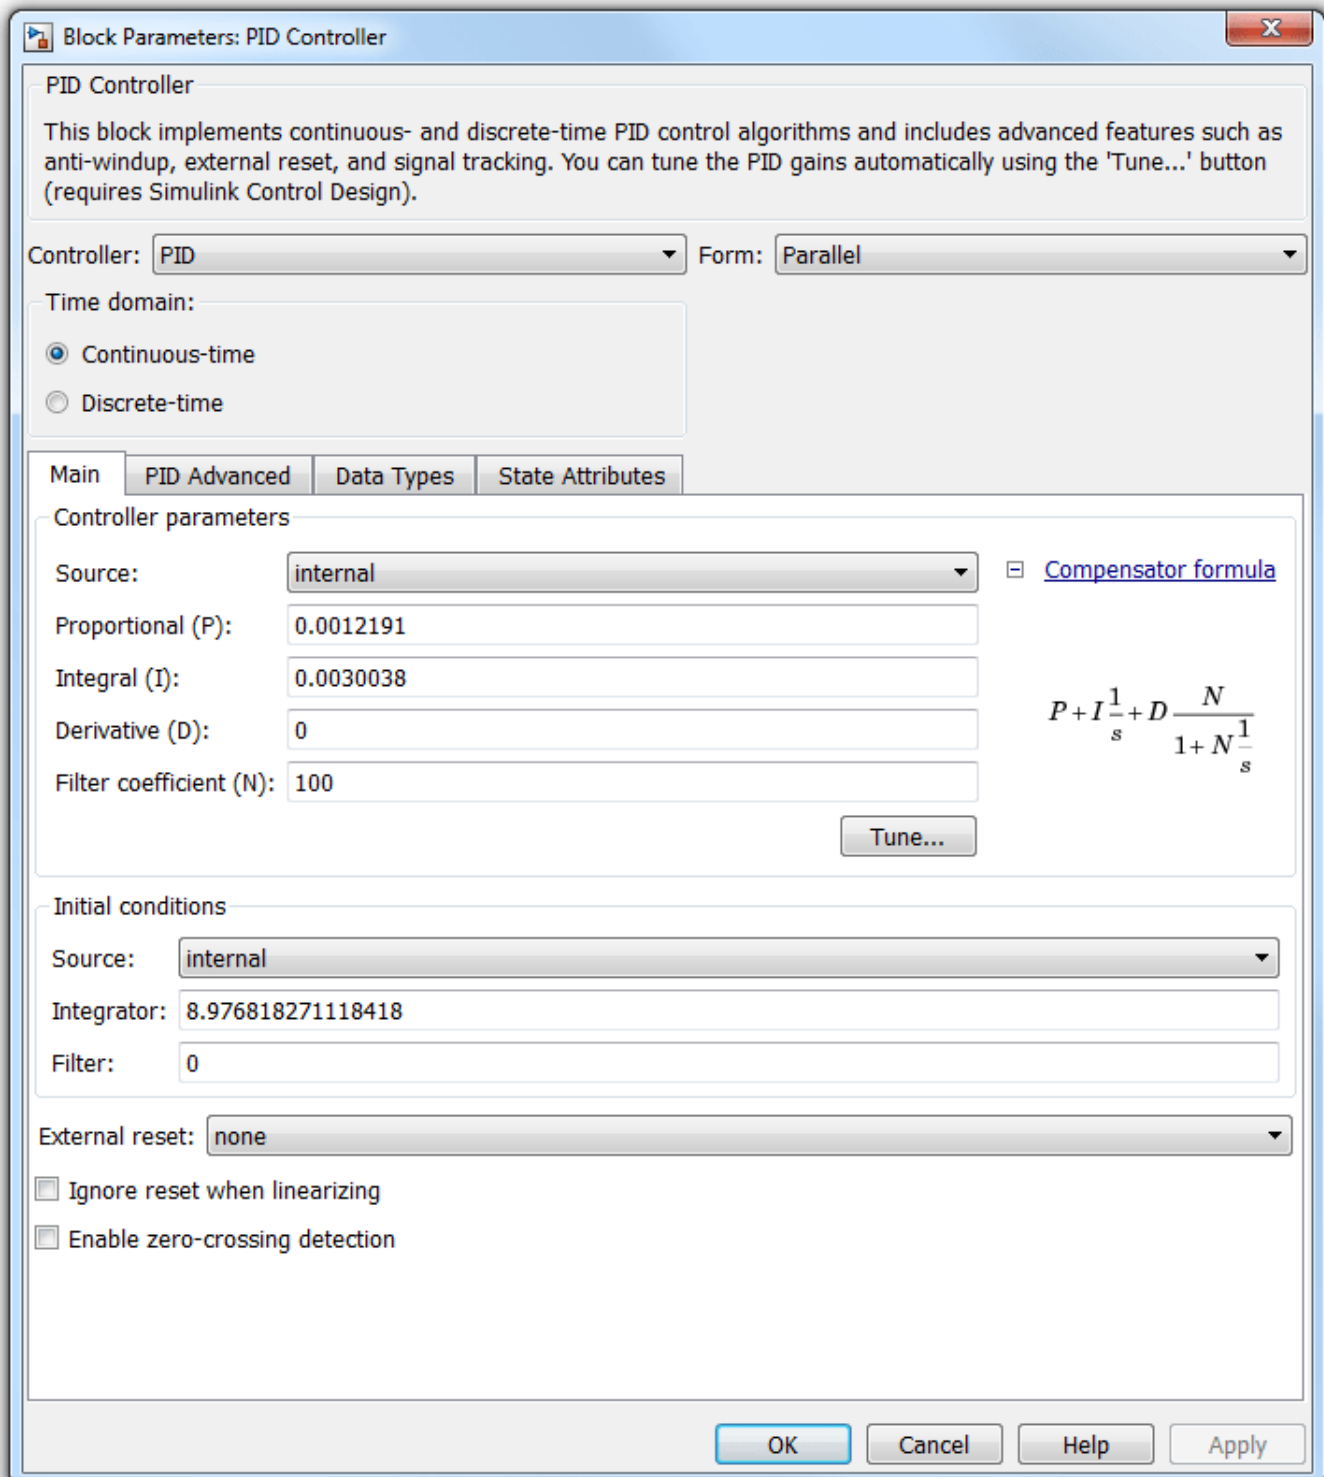 Block Parameters: PID Controller
x
PID Controller
This block implements continuous- and discrete-time PID control algorithms and includes advanced features such as
anti-windup, external reset, and signal tracking. You can tune the PID gains automatically using the 'Tune...' button
(requires Simulink Control Design).
Controller: PID Form: Parallel
Time domain:
Continuous-time
Discrete-time
Main PID Advanced Data Types State Attributes
Controller parameters
Source: internal Compensator formula
Proportional (P): 0.0012191
Integral (I): 0.0030038
Derivative (D): 0
Filter coefficient (N): 100
P + I 1/s + D N/(1 + N 1/s)
Tune...
Initial conditions
Source: internal
Integrator: 8.976818271118418
Filter: 0
External reset: none
Ignore reset when linearizing
Enable zero-crossing detection
OK Cancel Help Apply